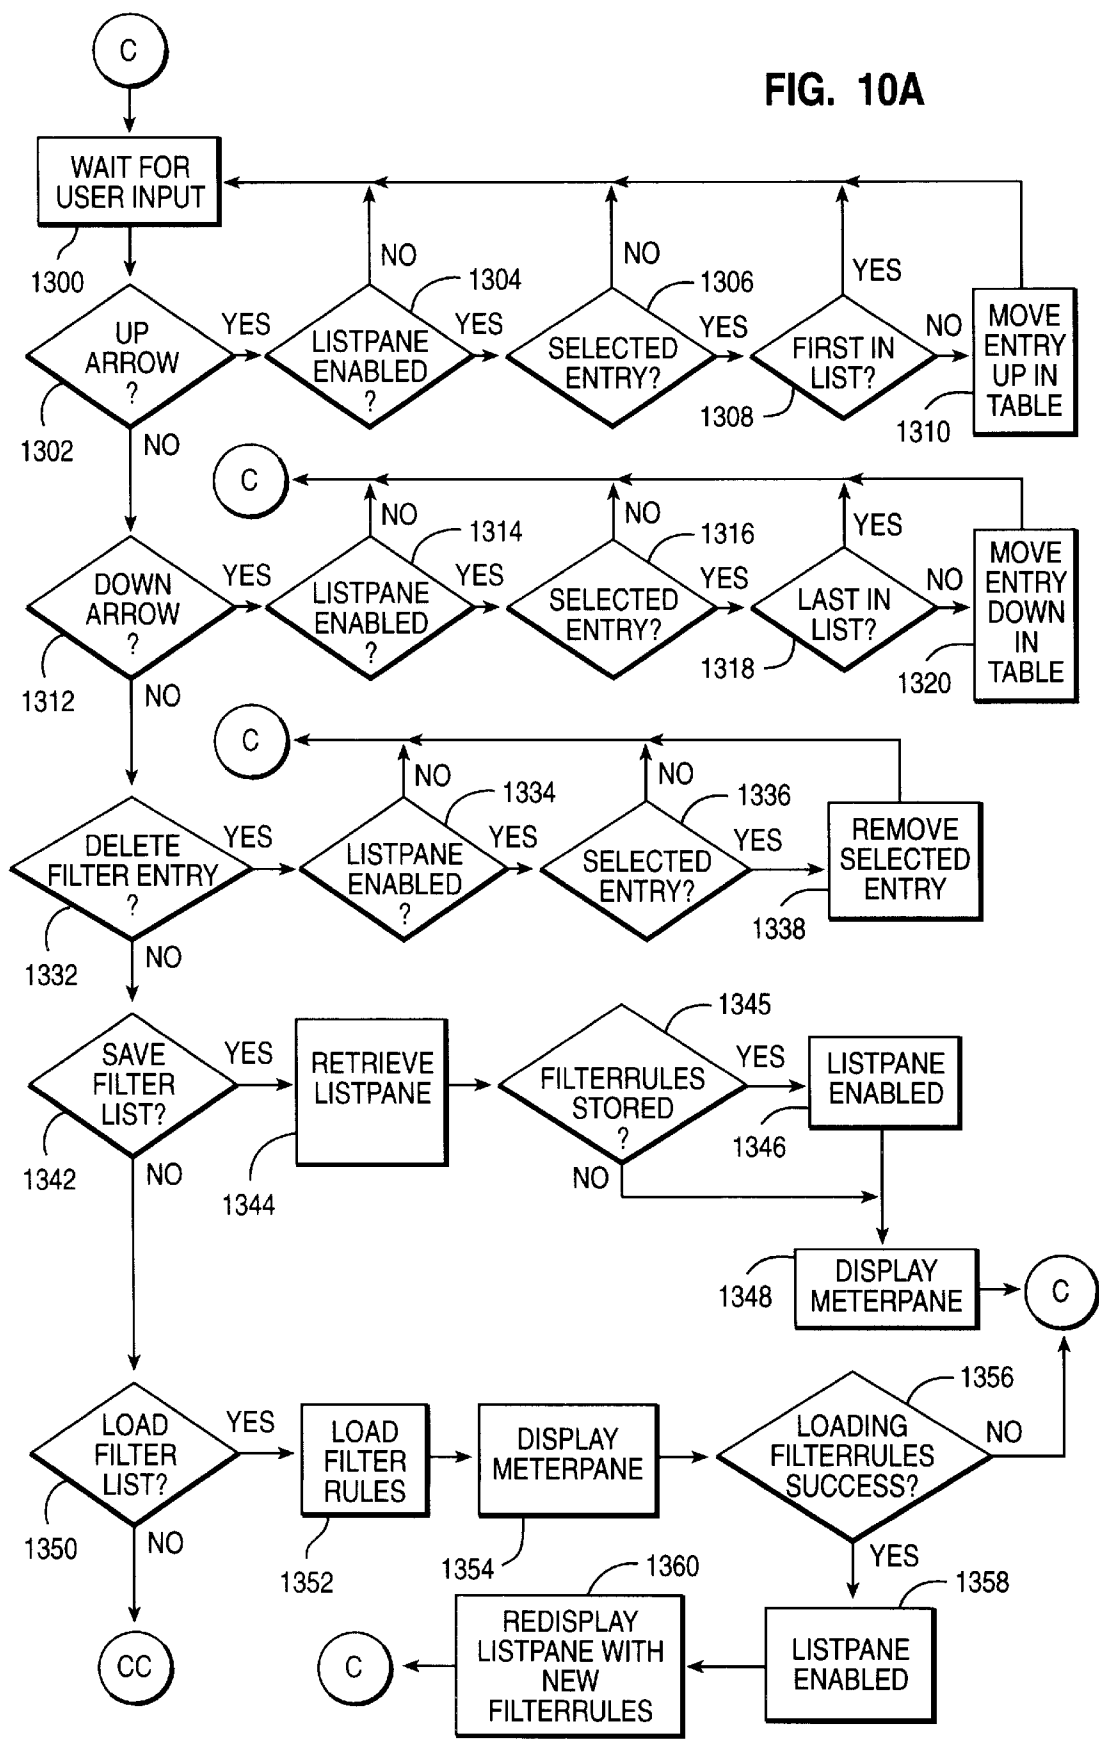 C
FIG. 10A
WAIT FOR
USER INPUT
1300
UP
ARROW
?
1302
YES
NO
LISTPANE
ENABLED
?
1304
NO
YES
SELECTED
ENTRY?
1306
NO
YES
FIRST IN
LIST?
1308
YES
NO
MOVE
ENTRY
UP IN
TABLE
1310
C
DOWN
ARROW
?
1312
YES
NO
LISTPANE
ENABLED
?
1314
NO
YES
SELECTED
ENTRY?
1316
NO
YES
LAST IN
LIST?
1318
YES
NO
MOVE
ENTRY
DOWN
IN
TABLE
1320
C
DELETE
FILTER ENTRY
?
1332
YES
NO
LISTPANE
ENABLED
?
1334
NO
YES
SELECTED
ENTRY?
1336
NO
YES
REMOVE
SELECTED
ENTRY
1338
SAVE
FILTER
LIST?
1342
YES
NO
RETRIEVE
LISTPANE
1344
FILTERRULES
STORED
?
1345
YES
NO
LISTPANE
ENABLED
1346
DISPLAY
METERPANE
1348
C
LOAD
FILTER
LIST?
1350
YES
NO
LOAD
FILTER
RULES
1352
DISPLAY
METERPANE
1354
LOADING
FILTERRULES
SUCCESS?
1356
NO
YES
LISTPANE
ENABLED
1358
REDISPLAY
LISTPANE WITH
NEW
FILTERRULES
1360
C
CC